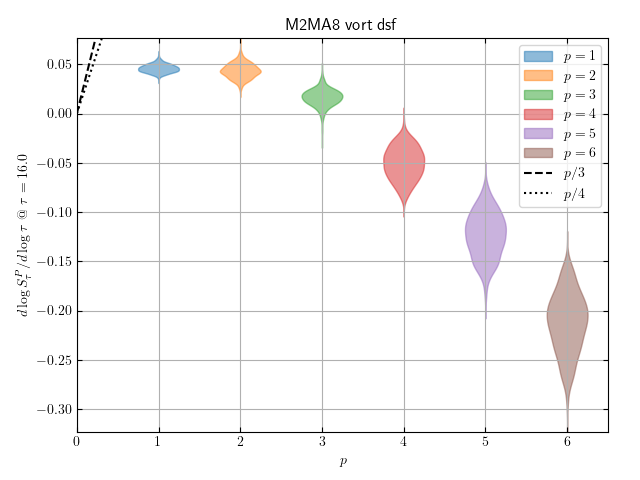 M2MA8 vort dsf
d log S_τ^P / d log τ @ τ = 16.0
0.05
0.00
−0.05
−0.10
−0.15
−0.20
−0.25
−0.30
0 1 2 3 4 5 6
p
p = 1
p = 2
p = 3
p = 4
p = 5
p = 6
p/3
p/4